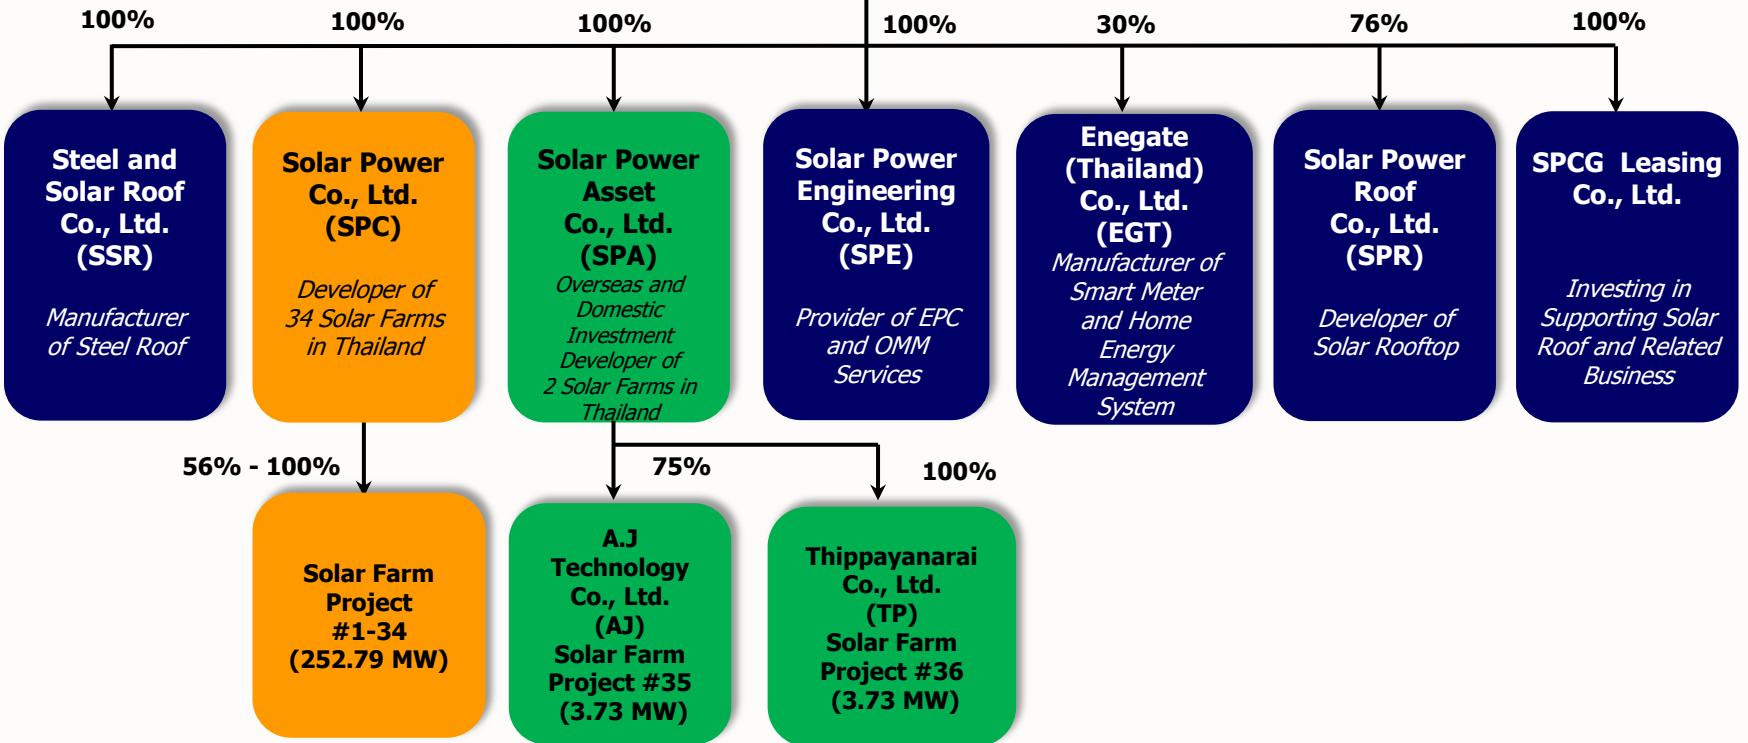 100%
100%
100%
100%
30%
76%
100%
Steel and
Solar Roof
Co., Ltd.
(SSR)
Manufacturer
of Steel Roof
Solar Power
Co., Ltd.
(SPC)
Developer of
34 Solar Farms
in Thailand
Solar Power
Asset
Co., Ltd.
(SPA)
Overseas and
Domestic
Investment
Developer of
2 Solar Farms in
Thailand
Solar Power
Engineering
Co., Ltd.
(SPE)
Provider of EPC
and OMM
Services
Enegate
(Thailand)
Co., Ltd.
(EGT)
Manufacturer of
Smart Meter
and Home
Energy
Management
System
Solar Power
Roof
Co., Ltd.
(SPR)
Developer of
Solar Rooftop
SPCG Leasing
Co., Ltd.
Investing in
Supporting Solar
Roof and Related
Business
56% - 100%
75%
100%
Solar Farm
Project
#1-34
(252.79 MW)
A.J
Technology
Co., Ltd.
(AJ)
Solar Farm
Project #35
(3.73 MW)
Thippayanarai
Co., Ltd.
(TP)
Solar Farm
Project #36
(3.73 MW)